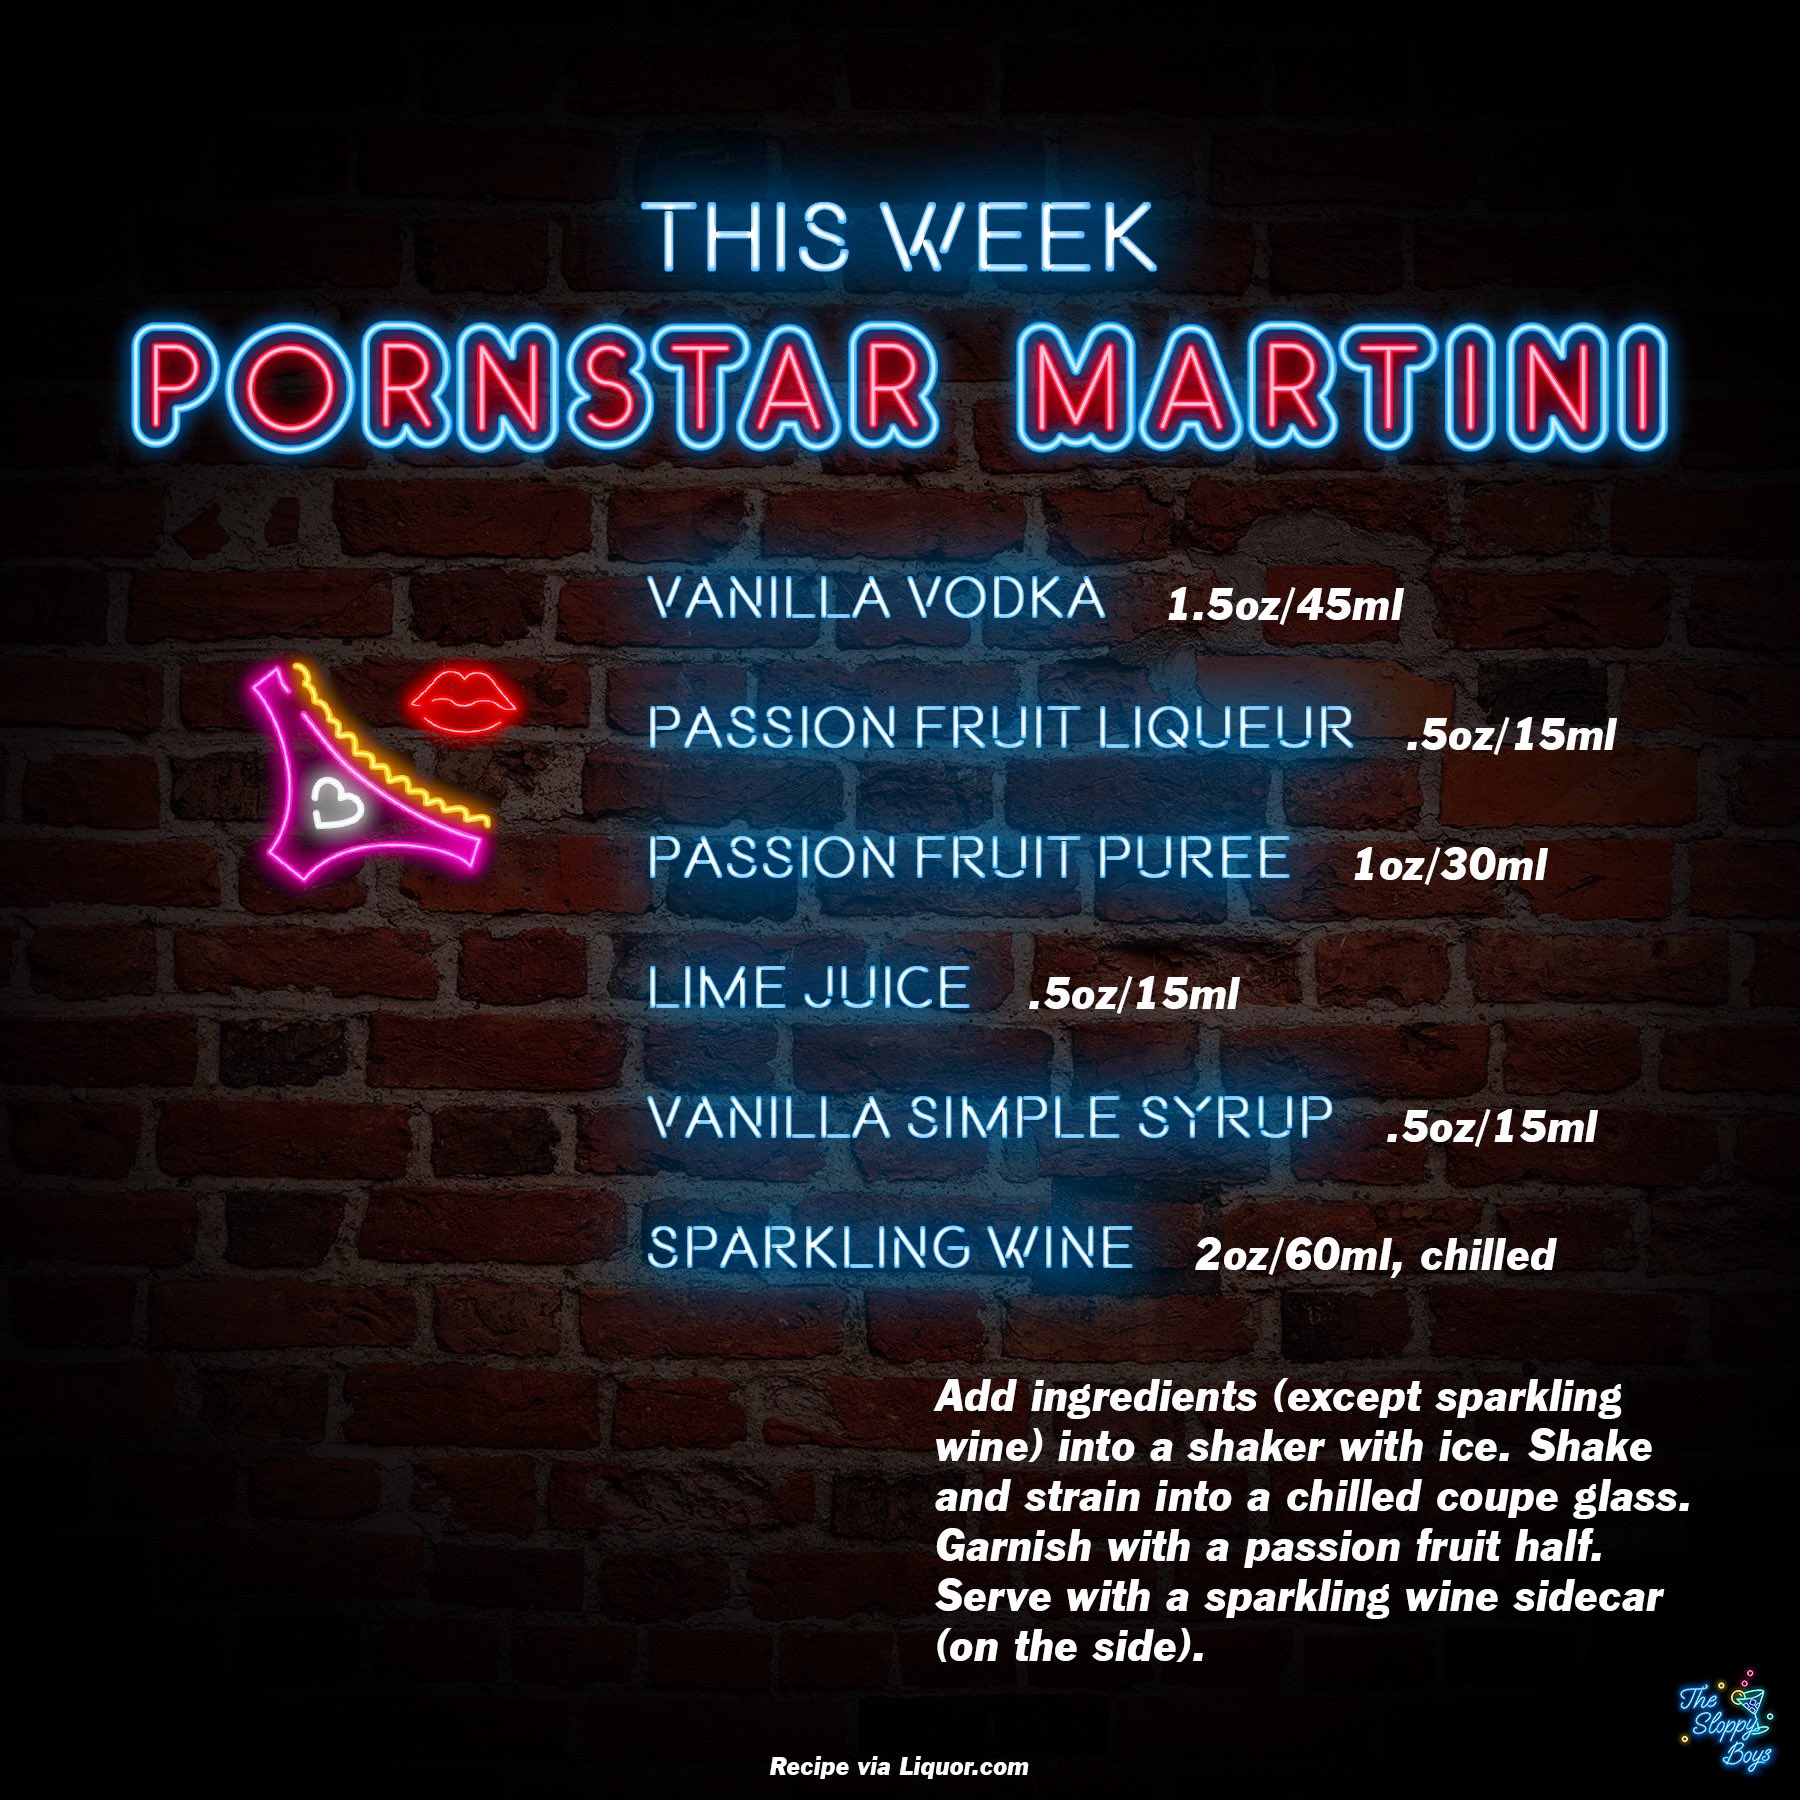 THIS WEEK
PORNSTAR MARTINI
VANILLA VODKA 1.5oz/45ml
PASSION FRUIT LIQUEUR .5oz/15ml
PASSION FRUIT PUREE 1oz/30ml
LIME JUICE .5oz/15ml
VANILLA SIMPLE SYRUP .5oz/15ml
SPARKLING WINE 2oz/60ml, chilled
Add ingredients (except sparkling
wine) into a shaker with ice. Shake
and strain into a chilled coupe glass.
Garnish with a passion fruit half.
Serve with a sparkling wine sidecar
(on the side).
The
Sloppy
Boys
Recipe via Liquor.com